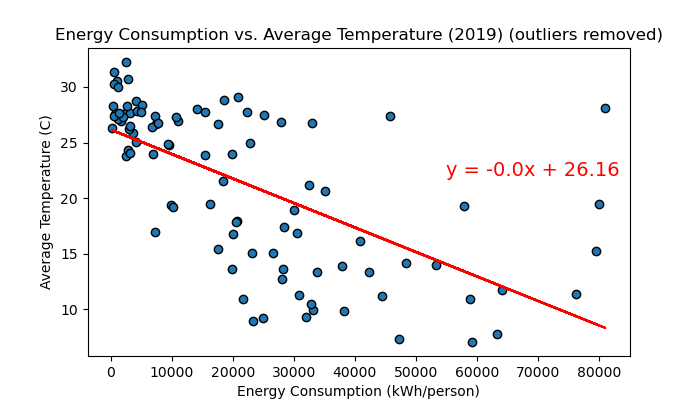 Energy Consumption vs. Average Temperature (2019) (outliers removed)
Average Temperature (C)
30
25
20
15
10
y = -0.0x + 26.16
0 10000 20000 30000 40000 50000 60000 70000 80000
Energy Consumption (kWh/person)